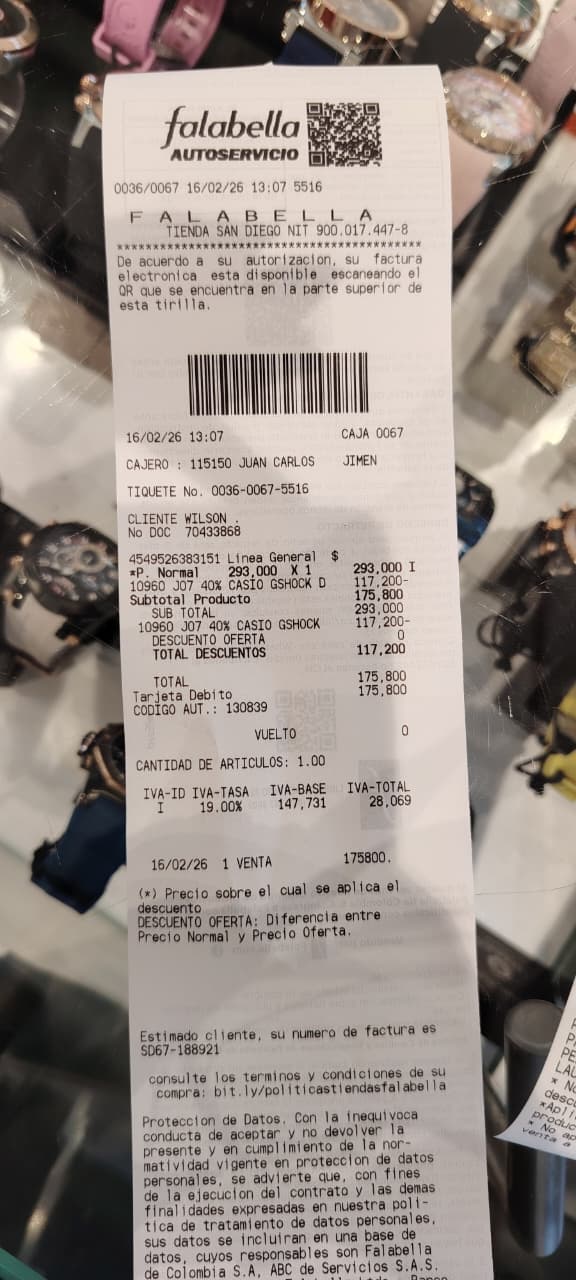 falabella
AUTOSERVICIO
0036/0067 16/02/26 13:07 5516
F A L A B E L L A
TIENDA SAN DIEGO NIT 900.017.447-8
******************************************
De acuerdo a su autorizacion, su factura
electronica esta disponible escaneando el
QR que se encuentra en la parte superior de
esta tirilla.
16/02/26 13:07 CAJA 0067
CAJERO : 115150 JUAN CARLOS JIMEN
TIQUETE No. 0036-0067-5516
CLIENTE WILSON .
No DOC 70433868
4549526383151 Linea General $
*P. Normal 293,000 X 1 293,000 I
10960 J07 40% CASIO GSHOCK D 117,200-
Subtotal Producto 175,800
SUB TOTAL 293,000
10960 J07 40% CASIO GSHOCK 117,200-
DESCUENTO OFERTA 0
TOTAL DESCUENTOS 117,200
TOTAL 175,800
Tarjeta Debito 175,800
CODIGO AUT.: 130839
VUELTO 0
CANTIDAD DE ARTICULOS: 1.00
IVA-ID IVA-TASA IVA-BASE IVA-TOTAL
I 19.00% 147,731 28,069
16/02/26 1 VENTA 175800.
(*) Precio sobre el cual se aplica el
descuento
DESCUENTO OFERTA: Diferencia entre
Precio Normal y Precio Oferta.
Estimado cliente, su numero de factura es
SD67-188921
consulte los terminos y condiciones de su
compra: bit.ly/politicastiendasfalabella
Proteccion de Datos. Con la inequivoca
conducta de aceptar y no devolver la
presente y en cumplimiento de la nor-
matividad vigente en proteccion de datos
personales, se advierte que, con fines
de la ejecucion del contrato y las demas
finalidades expresadas en nuestra poli-
tica de tratamiento de datos personales,
sus datos se incluiran en una base de
datos, cuyos responsables son Falabella
de Colombia S.A, ABC de Servicios S.A.S.